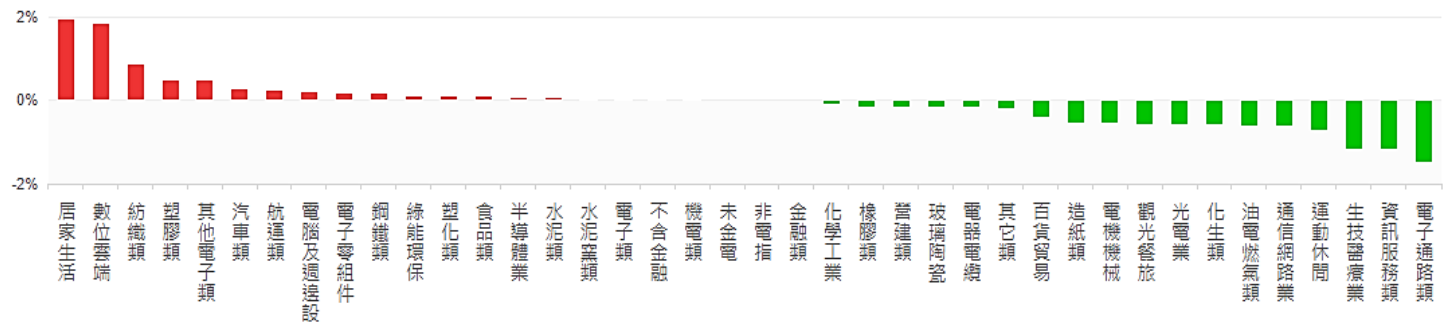 2%
0%
-2%
居家生活
數位雲端
紡織類
塑膠類
其他電子類
汽車類
航運類
電腦及週邊設
電子零組件
鋼鐵類
綠能環保
塑化類
食品類
半導體業
水泥類
水泥窯類
電子類
不含金融
機電類
未金電
非電指
金融類
化學工業
橡膠類
營建類
玻璃陶瓷
電器電纜
其它類
百貨貿易
造紙類
電機機械
觀光餐旅
光電業
化生類
油電燃氣類
通信網路業
運動休閒
生技醫療業
資訊服務類
電子通路類